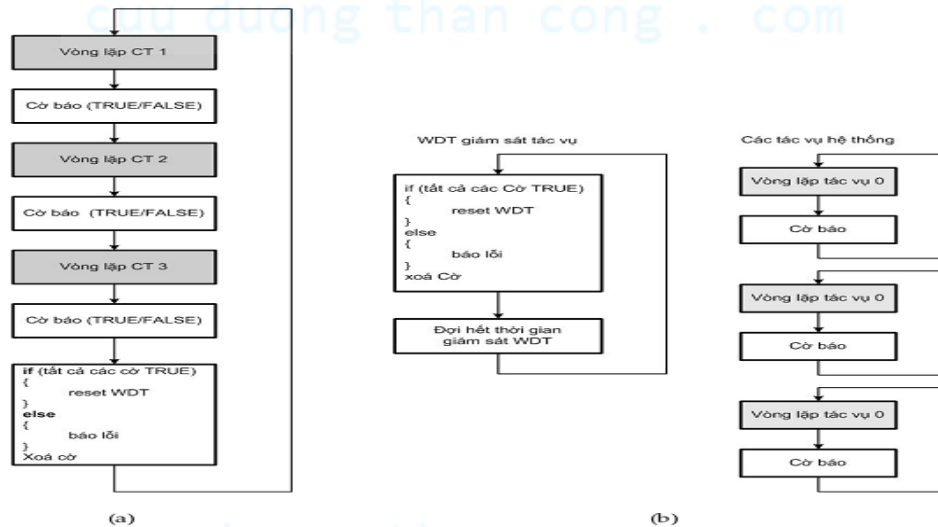 cuu duong than cong . com
Vòng lặp CT 1
Cờ báo (TRUE/FALSE)
Vòng lặp CT 2
Cờ báo (TRUE/FALSE)
Vòng lặp CT 3
Cờ báo (TRUE/FALSE)
if (tất cả các cờ TRUE)
{
reset WDT
}
else
{
báo lỗi
}
Xoá cờ
(a)
WDT giám sát tác vụ
if (tất cả các Cờ TRUE)
{
reset WDT
}
else
{
báo lỗi
}
xoá Cờ
Đợi hết thời gian
giám sát WDT
Các tác vụ hệ thống
Vòng lặp tác vụ 0
Cờ báo
Vòng lặp tác vụ 0
Cờ báo
Vòng lặp tác vụ 0
Cờ báo
(b)